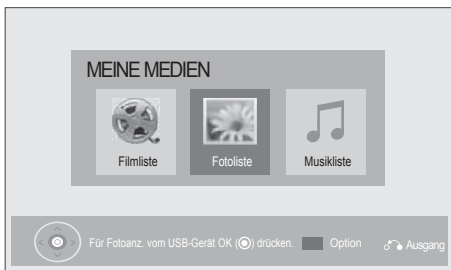 MEINE MEDIEN
Filmliste Fotoliste Musikliste
Für Fotoanz. vom USB-Gerät OK (◉) drücken. Option Ausgang